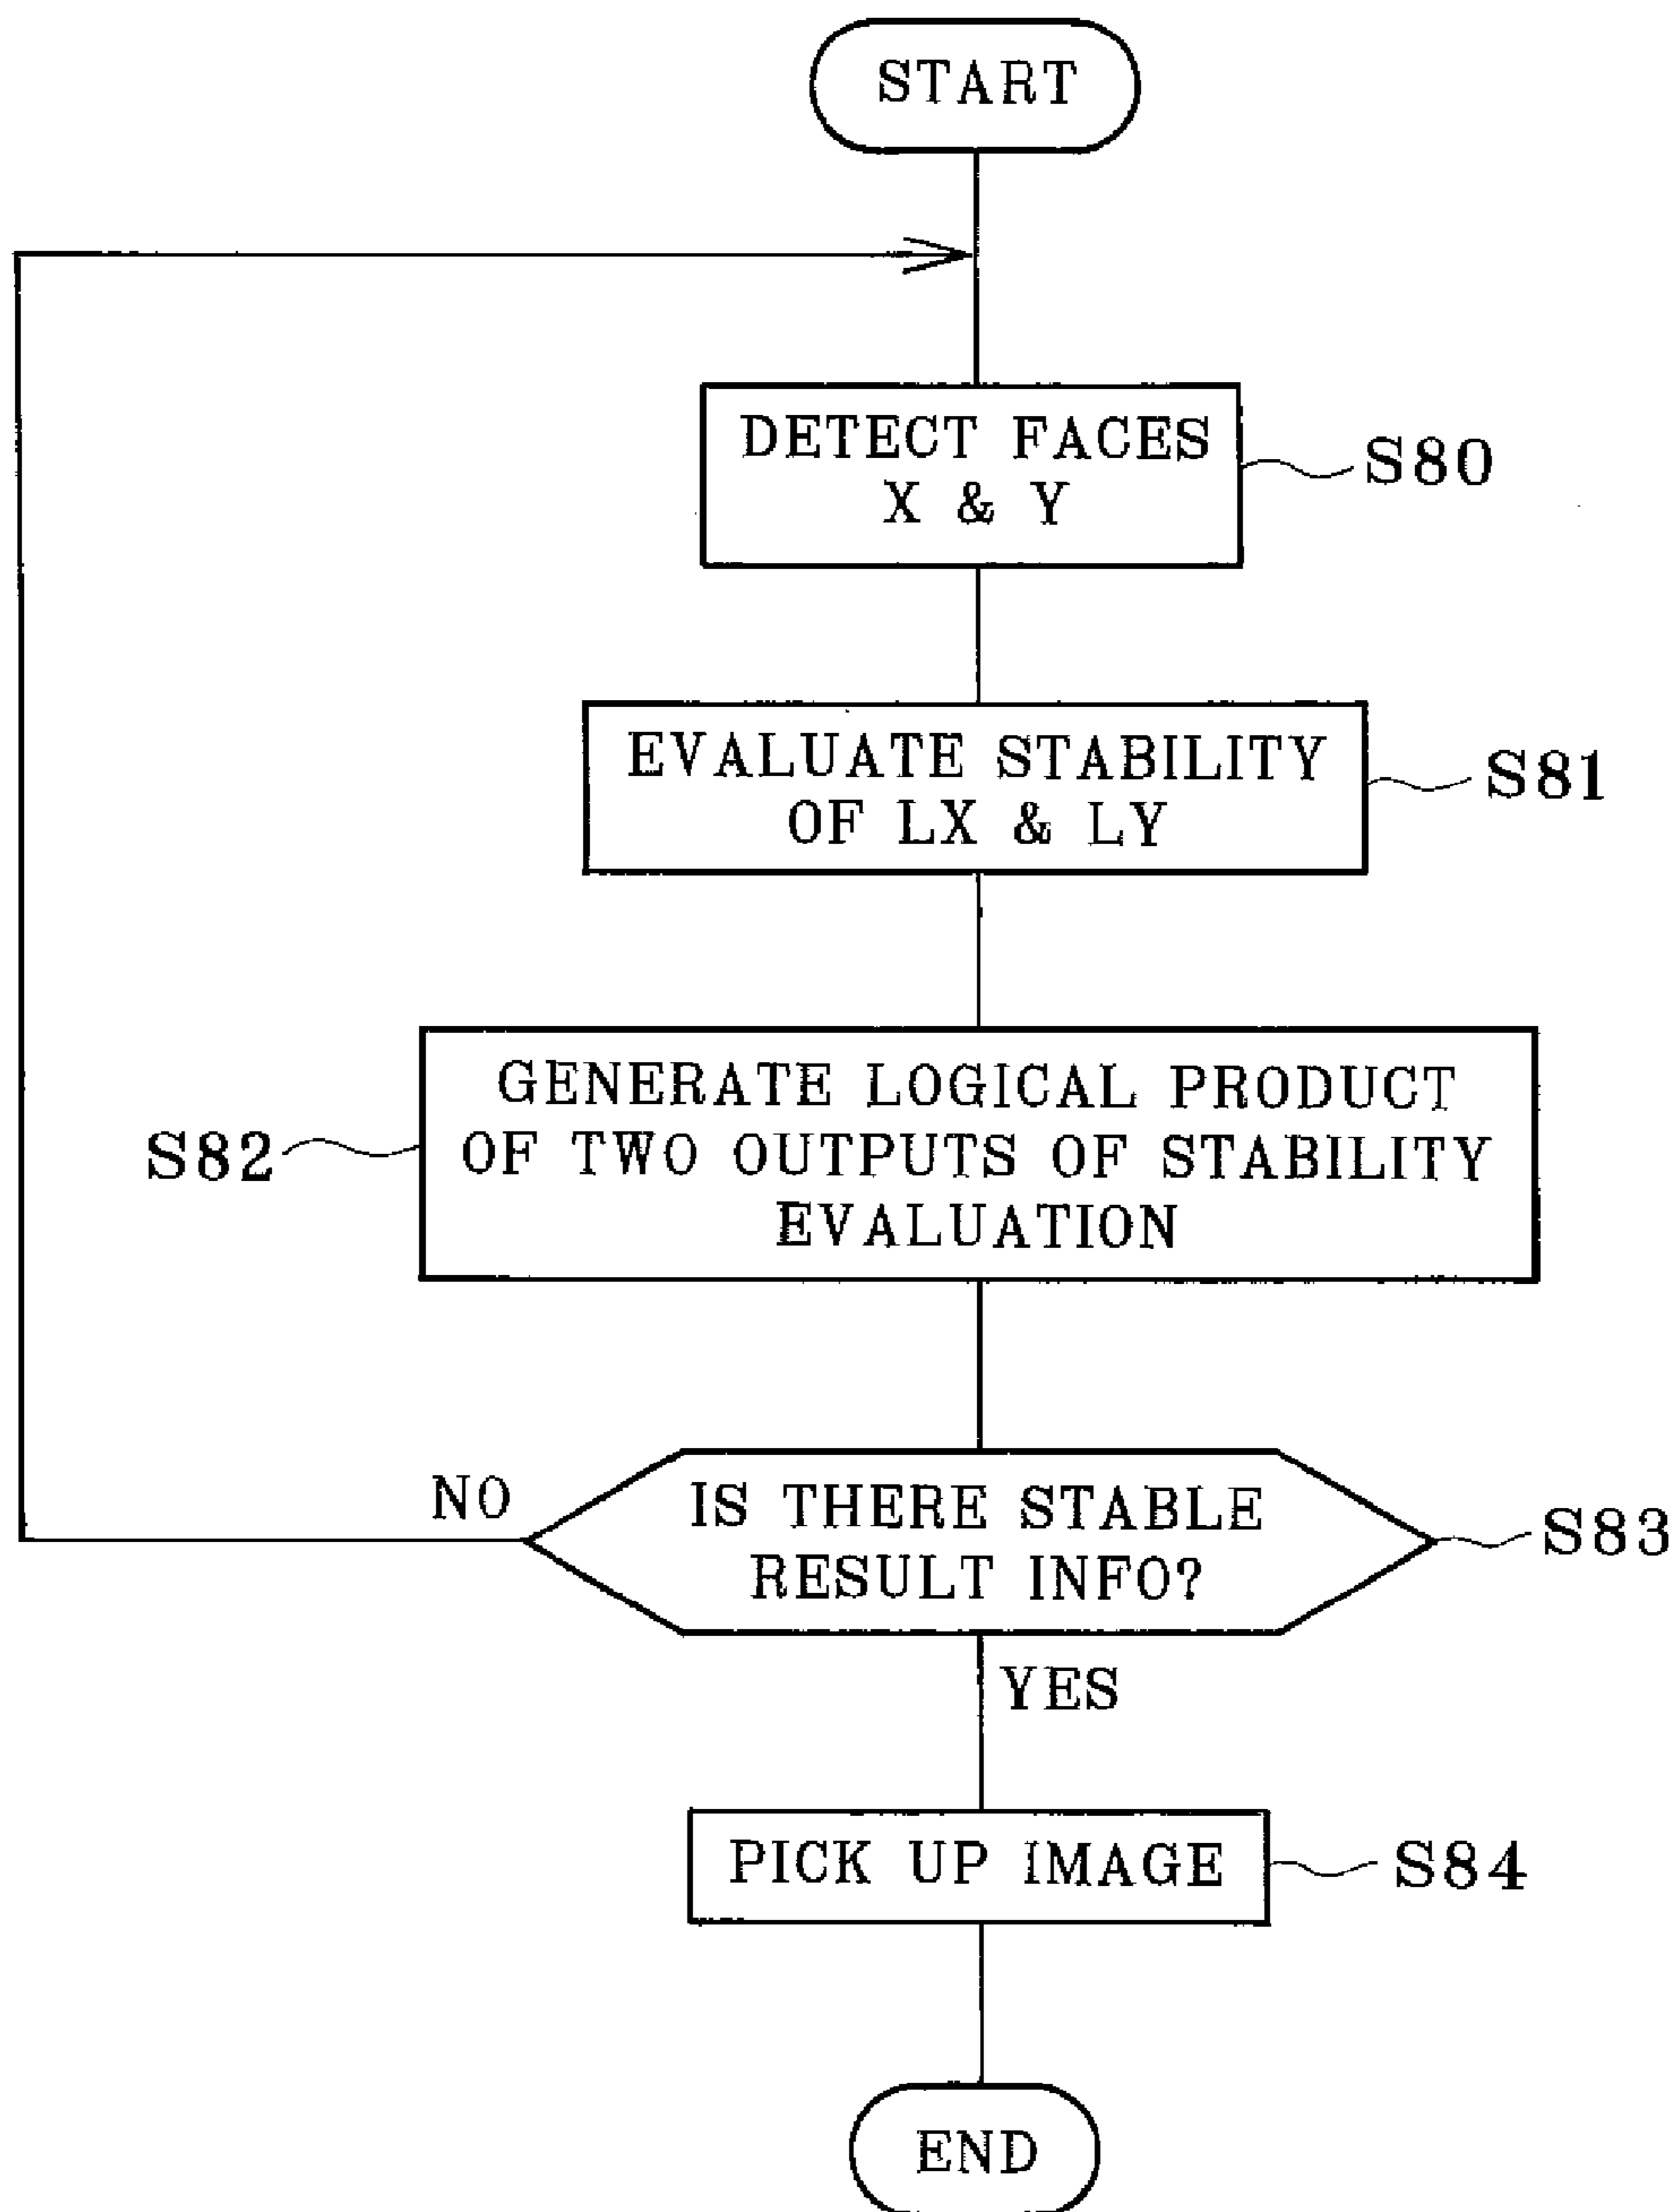 START
DETECT FACES
X & Y
S80
EVALUATE STABILITY
OF LX & LY
S81
GENERATE LOGICAL PRODUCT
OF TWO OUTPUTS OF STABILITY
EVALUATION
S82
IS THERE STABLE
RESULT INFO?
S83
NO
YES
PICK UP IMAGE
S84
END